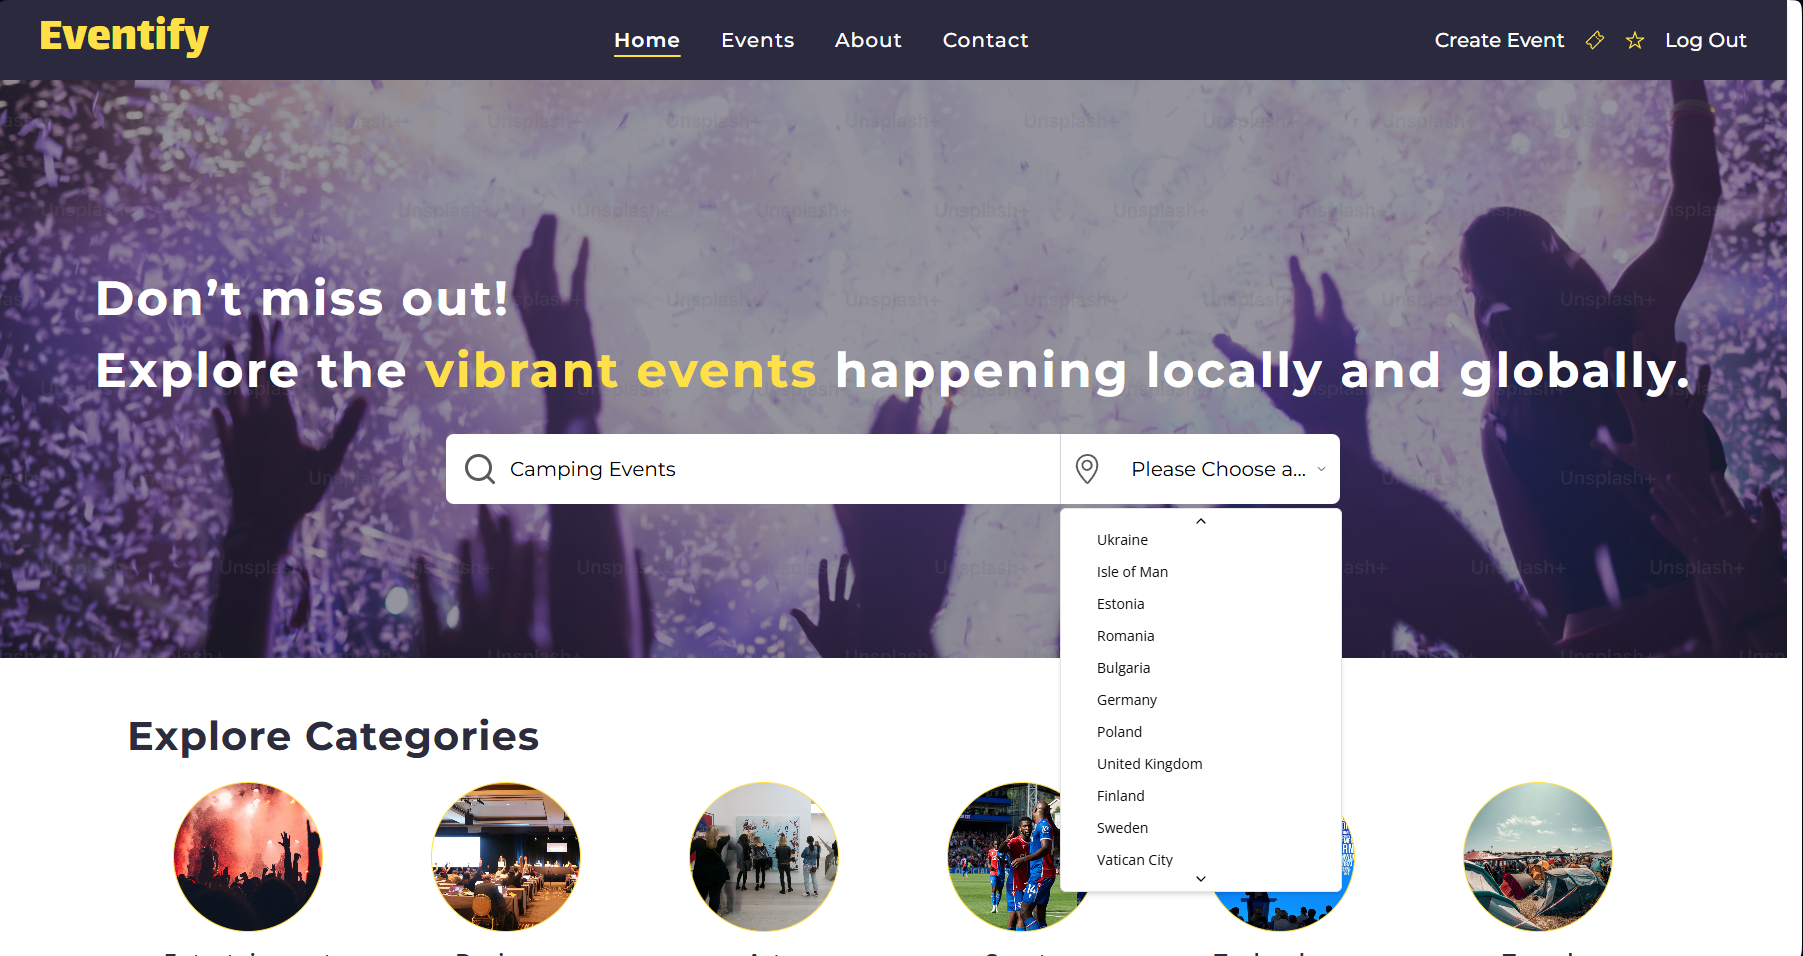 Eventify
Home Events About Contact
Create Event Log Out
Don't miss out!
Explore the vibrant events happening locally and globally.
Camping Events
Please Choose a...
Ukraine
Isle of Man
Estonia
Romania
Bulgaria
Germany
Poland
United Kingdom
Finland
Sweden
Vatican City
Explore Categories